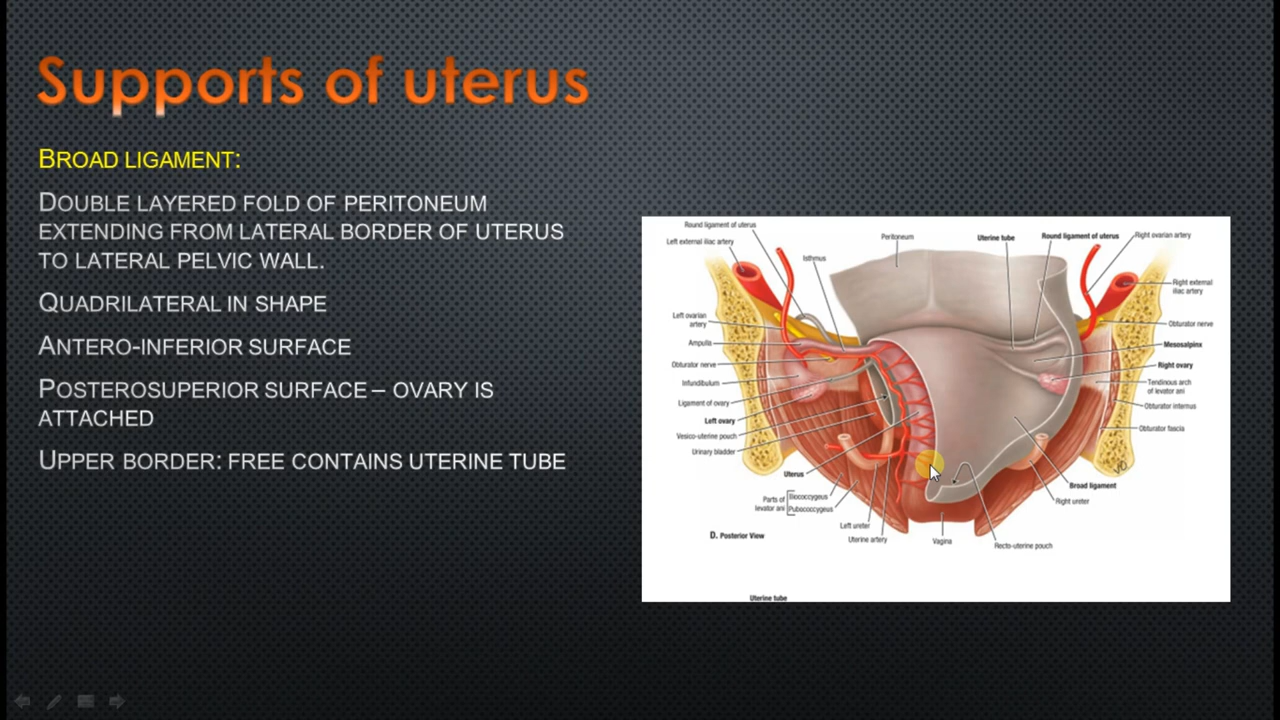 Supports of uterus
BROAD LIGAMENT:
DOUBLE LAYERED FOLD OF PERITONEUM
EXTENDING FROM LATERAL BORDER OF UTERUS
TO LATERAL PELVIC WALL.
QUADRILATERAL IN SHAPE
ANTERO-INFERIOR SURFACE
POSTEROSUPERIOR SURFACE – OVARY IS
ATTACHED
UPPER BORDER: FREE CONTAINS UTERINE TUBE
Round ligament of uterus
Left external iliac artery
Isthmus
Peritoneum
Uterine tube
Round ligament of uterus
Right ovarian artery
Right external
iliac artery
Left ovarian
artery
Obturator nerve
Ampulla
Mesosalpinx
Obturator nerve
Right ovary
Infundibulum
Tendinous arch
of levator ani
Ligament of ovary
Obturator internus
Left ovary
Obturator fascia
Vesico-uterine pouch
Urinary bladder
Uterus
Broad ligament
Parts of
levator ani
Iliococcygeus
Pubococcygeus
Right ureter
Left ureter
D. Posterior View
Uterine artery
Vagina
Recto-uterine pouch
Uterine tube